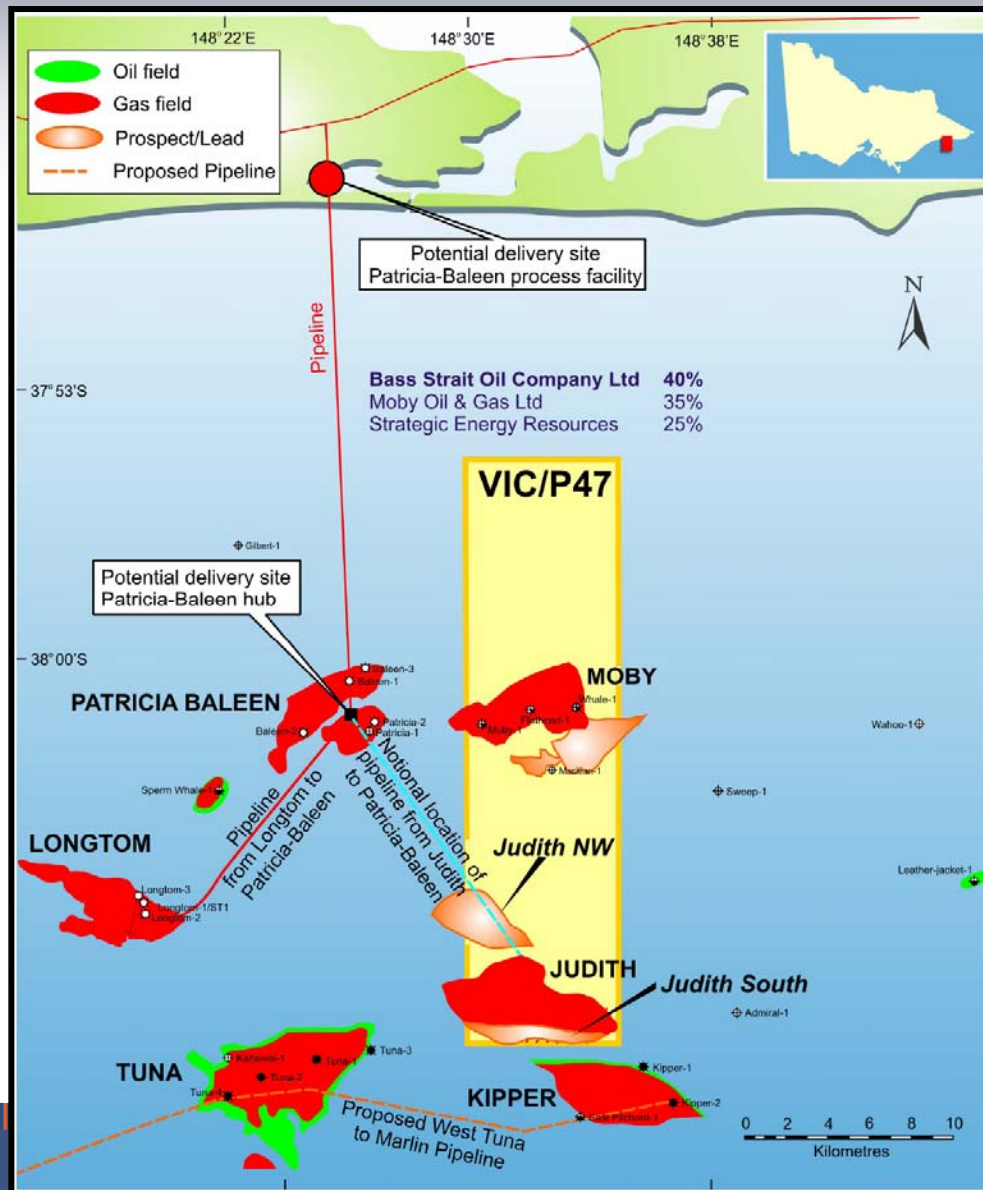 148°22'E
148°30'E
148°38'E
Oil field
Gas field
Prospect/Lead
Proposed Pipeline
Potential delivery site
Patricia-Baleen process facility
N
Pipeline
37°53'S
Bass Strait Oil Company Ltd 40%
Moby Oil & Gas Ltd 35%
Strategic Energy Resources 25%
VIC/P47
Gilbert-1
Potential delivery site
Patricia-Baleen hub
38°00'S
Baleen-3
Baleen-1
PATRICIA BALEEN
MOBY
Whale-1
Flathead-1
Moby-1
Patricia-2
Patricia-1
Baleen-2
Wahoo-1
Sperm Whale-1
Sweep-1
Pipeline
from Longtom to
Patricia-Baleen
Notional location of
pipeline from Judith
to Patricia-Baleen
LONGTOM
Judith NW
Leather-jacket-1
Longtom-3
Longtom-1/ST1
Longtom-2
JUDITH
Judith South
Admiral-1
Tuna-3
Tuna-1
TUNA
Tuna-2
Tuna-4
Kipper-1
KIPPER
Kipper-2
East Pilchard-1
Proposed West Tuna
to Marlin Pipeline
0 2 4 6 8 10
Kilometres